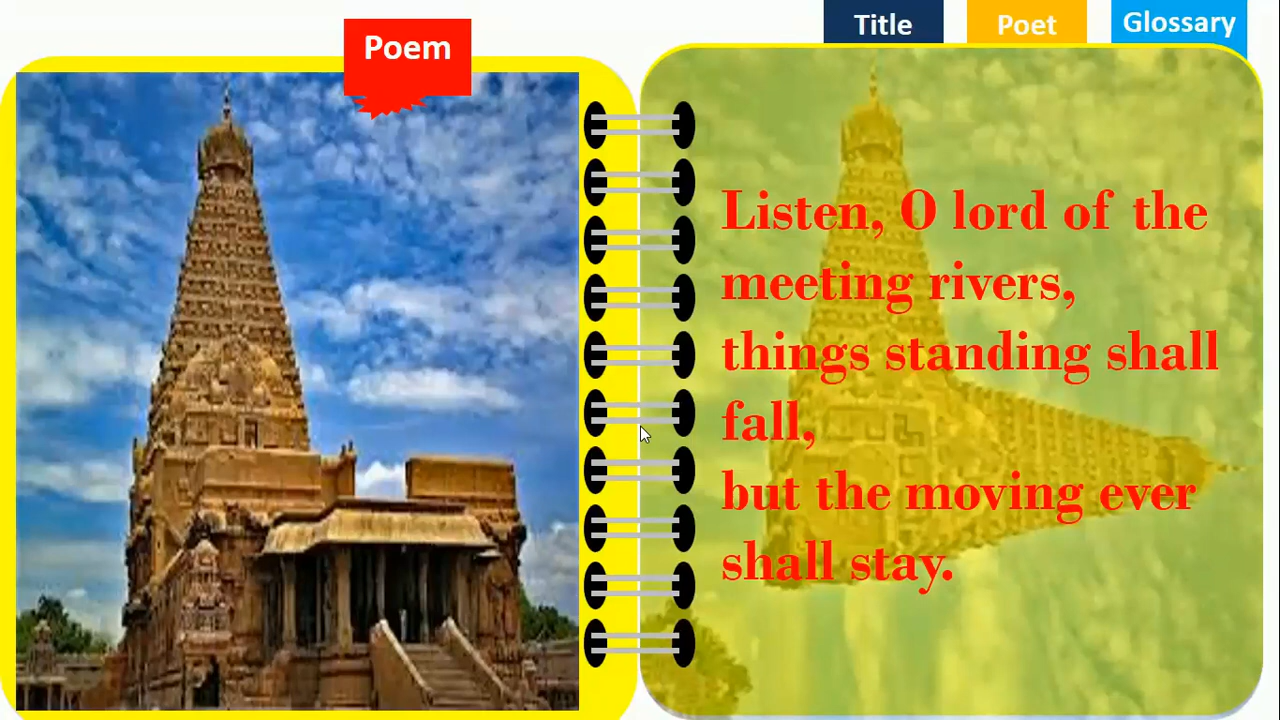 Poem
Title
Poet
Glossary
Listen, O lord of the
meeting rivers,
things standing shall
fall,
but the moving ever
shall stay.